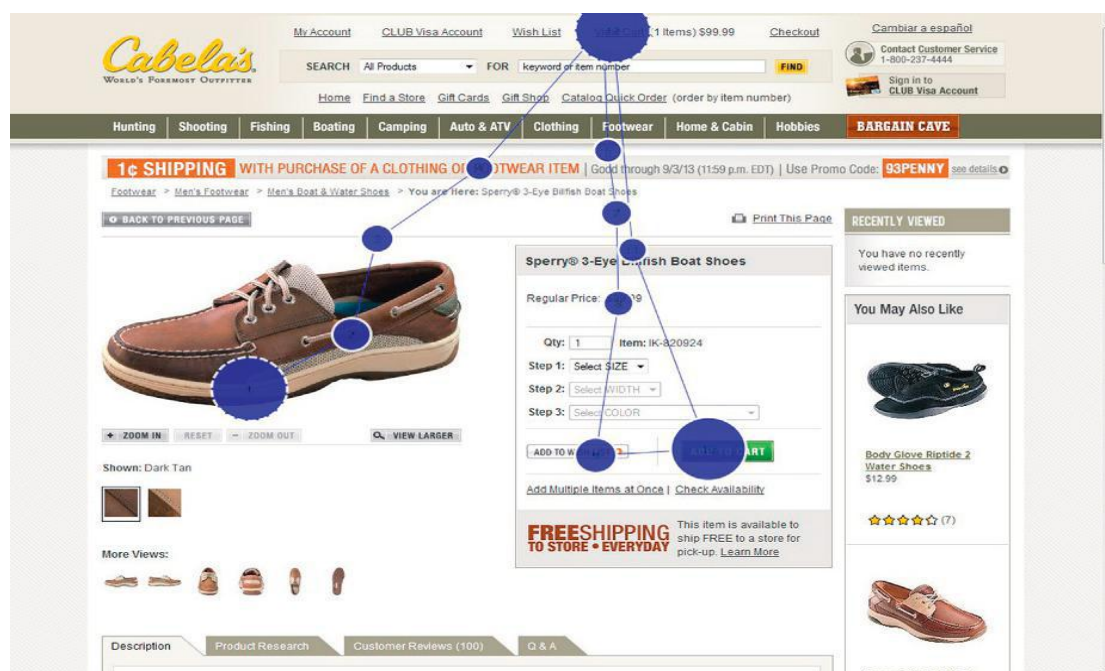 My Account CLUB Visa Account Wish List (1 Items) $99.99 Checkout
Cambiar a español
Cabela's
WORLD'S FOREMOST OUTFITTER
SEARCH All Products FOR keyword or item number FIND
Contact Customer Service
1-800-237-4444
Sign in to
CLUB Visa Account
Home Find a Store Gift Cards Gift Shop Catalog Quick Order (order by item number)
Hunting Shooting Fishing Boating Camping Auto & ATV Clothing Footwear Home & Cabin Hobbies BARGAIN CAVE
1¢ SHIPPING WITH PURCHASE OF A CLOTHING OR FOOTWEAR ITEM | Good through 9/3/13 (11:59 p.m. EDT) | Use Promo Code: 93PENNY see details
Footwear > Men's Footwear > Men's Boat & Water Shoes > You are Here: Sperry® 3-Eye Billfish Boat Shoes
BACK TO PREVIOUS PAGE
Print This Page
RECENTLY VIEWED
You have no recently
viewed items.
Sperry® 3-Eye Billfish Boat Shoes
Regular Price:
You May Also Like
Qty: 1 Item: IK-820924
Step 1: Select SIZE
Step 2: Select WIDTH
Step 3: Select COLOR
+ ZOOM IN RESET - ZOOM OUT VIEW LARGER
ADD TO WISH LIST ADD TO CART
Shown: Dark Tan
Add Multiple Items at Once | Check Availability
Body Glove Riptide 2
Water Shoes
$12.99
(7)
FREE SHIPPING
TO STORE • EVERYDAY
This item is available to
ship FREE to a store for
pick-up. Learn More
More Views:
Description Product Research Customer Reviews (100) Q & A